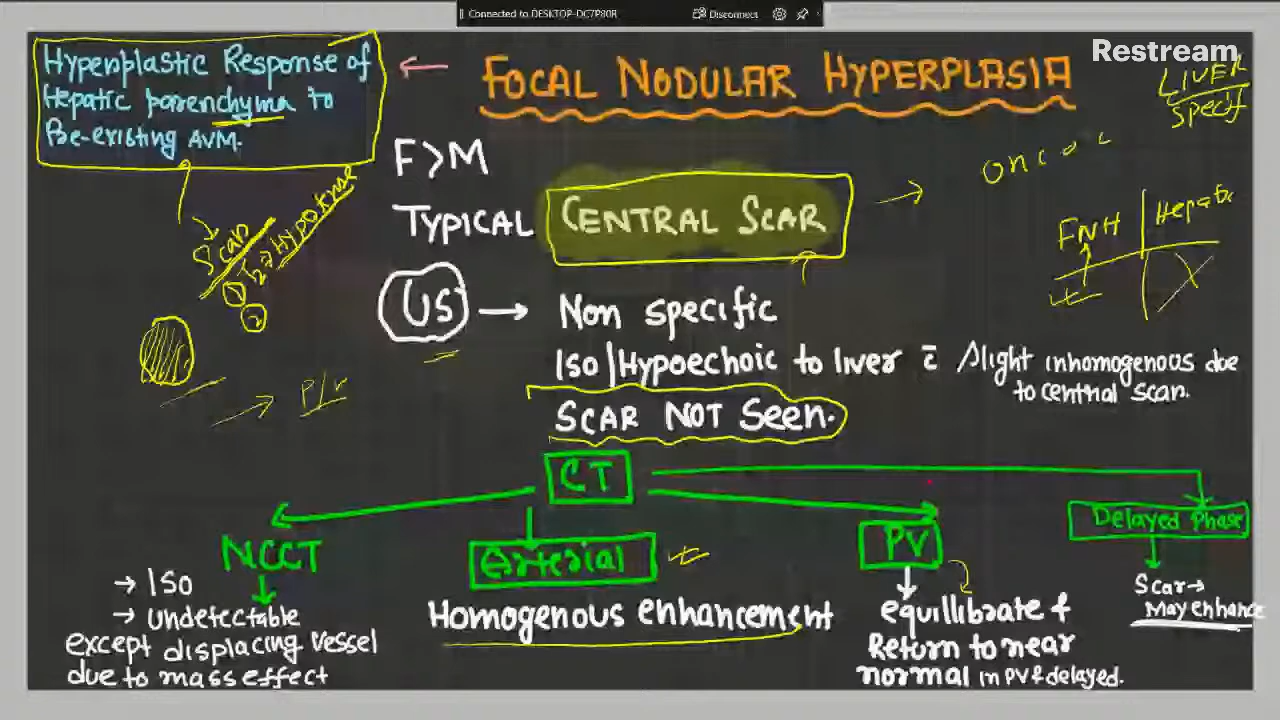 Connected to DESKTOP-DC7P80R
Disconnect
Restream
Hyperplastic Response of
Hepatic parenchyma to
Pre-existing AVM.
FOCAL NODULAR HYPERPLASIA
LIVER
specf
F>M
TYPICAL CENTRAL SCAR
FNH
Scar
US → Non specific
Iso/Hypoechoic to liver c̄ slight inhomogenous due
to central scar.
SCAR NOT Seen.
P/v
CT
NCCT
→ ISO
→ undetectable
except displacing vessel
due to mass effect
arterial
Homogenous enhancement
PV
equillibrate &
Return to near
normal in PV & delayed.
Delayed Phase
Scar→
May enhance